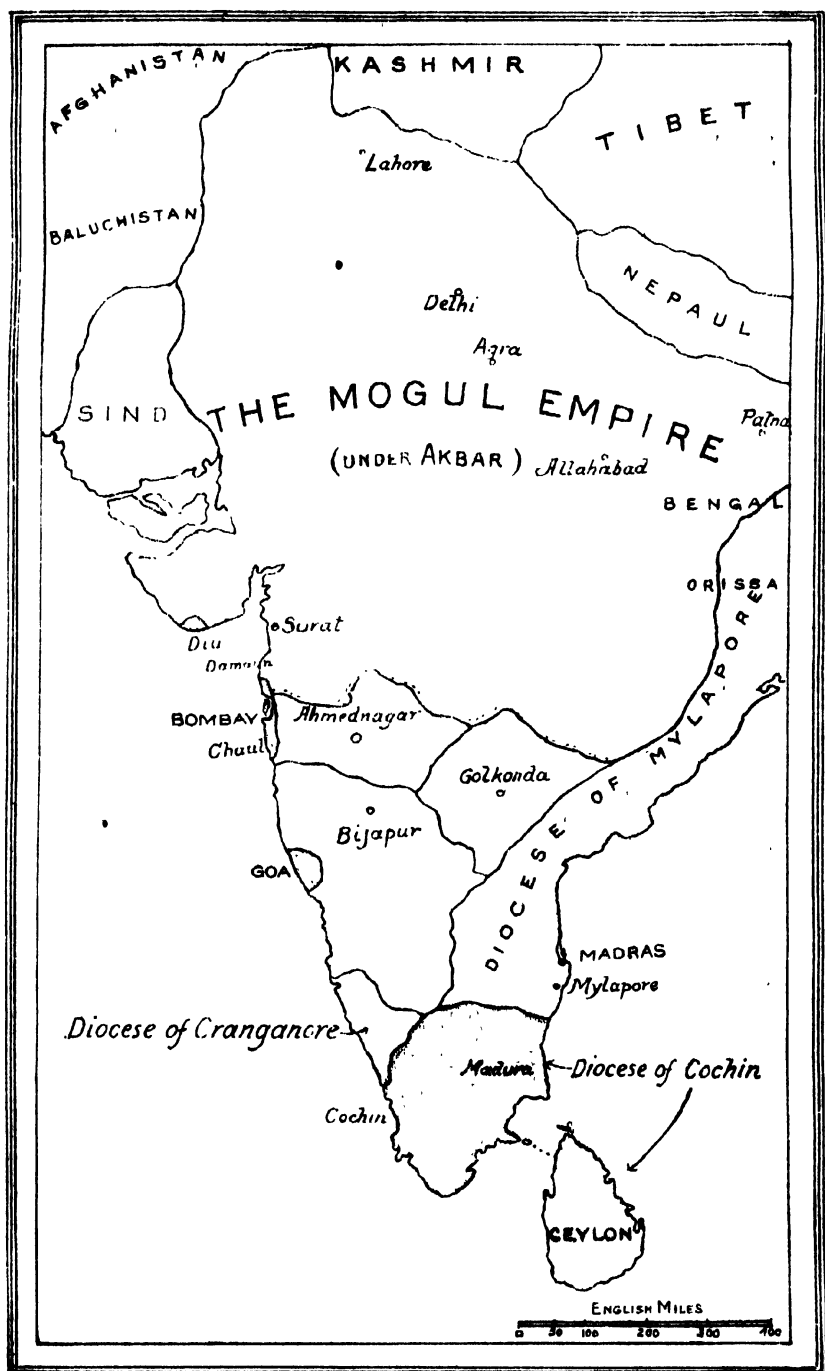 AFGHANISTAN
KASHMIR
TIBET
Lahore
BALUCHISTAN
NEPAUL
Delhi
Agra
SIND
THE MOGUL EMPIRE
Patna
(UNDER AKBAR)
Allahabad
BENGAL
ORISSA
Surat
Diu
Damaun
BOMBAY
Ahmednagar
Chaul
Golkonda
Bijapur
GOA
DIOCESE OF MYLAPORE
MADRAS
Mylapore
Diocese of Cranganore
Madura
Diocese of Cochin
Cochin
CEYLON
ENGLISH MILES
0 50 100 200 300 400